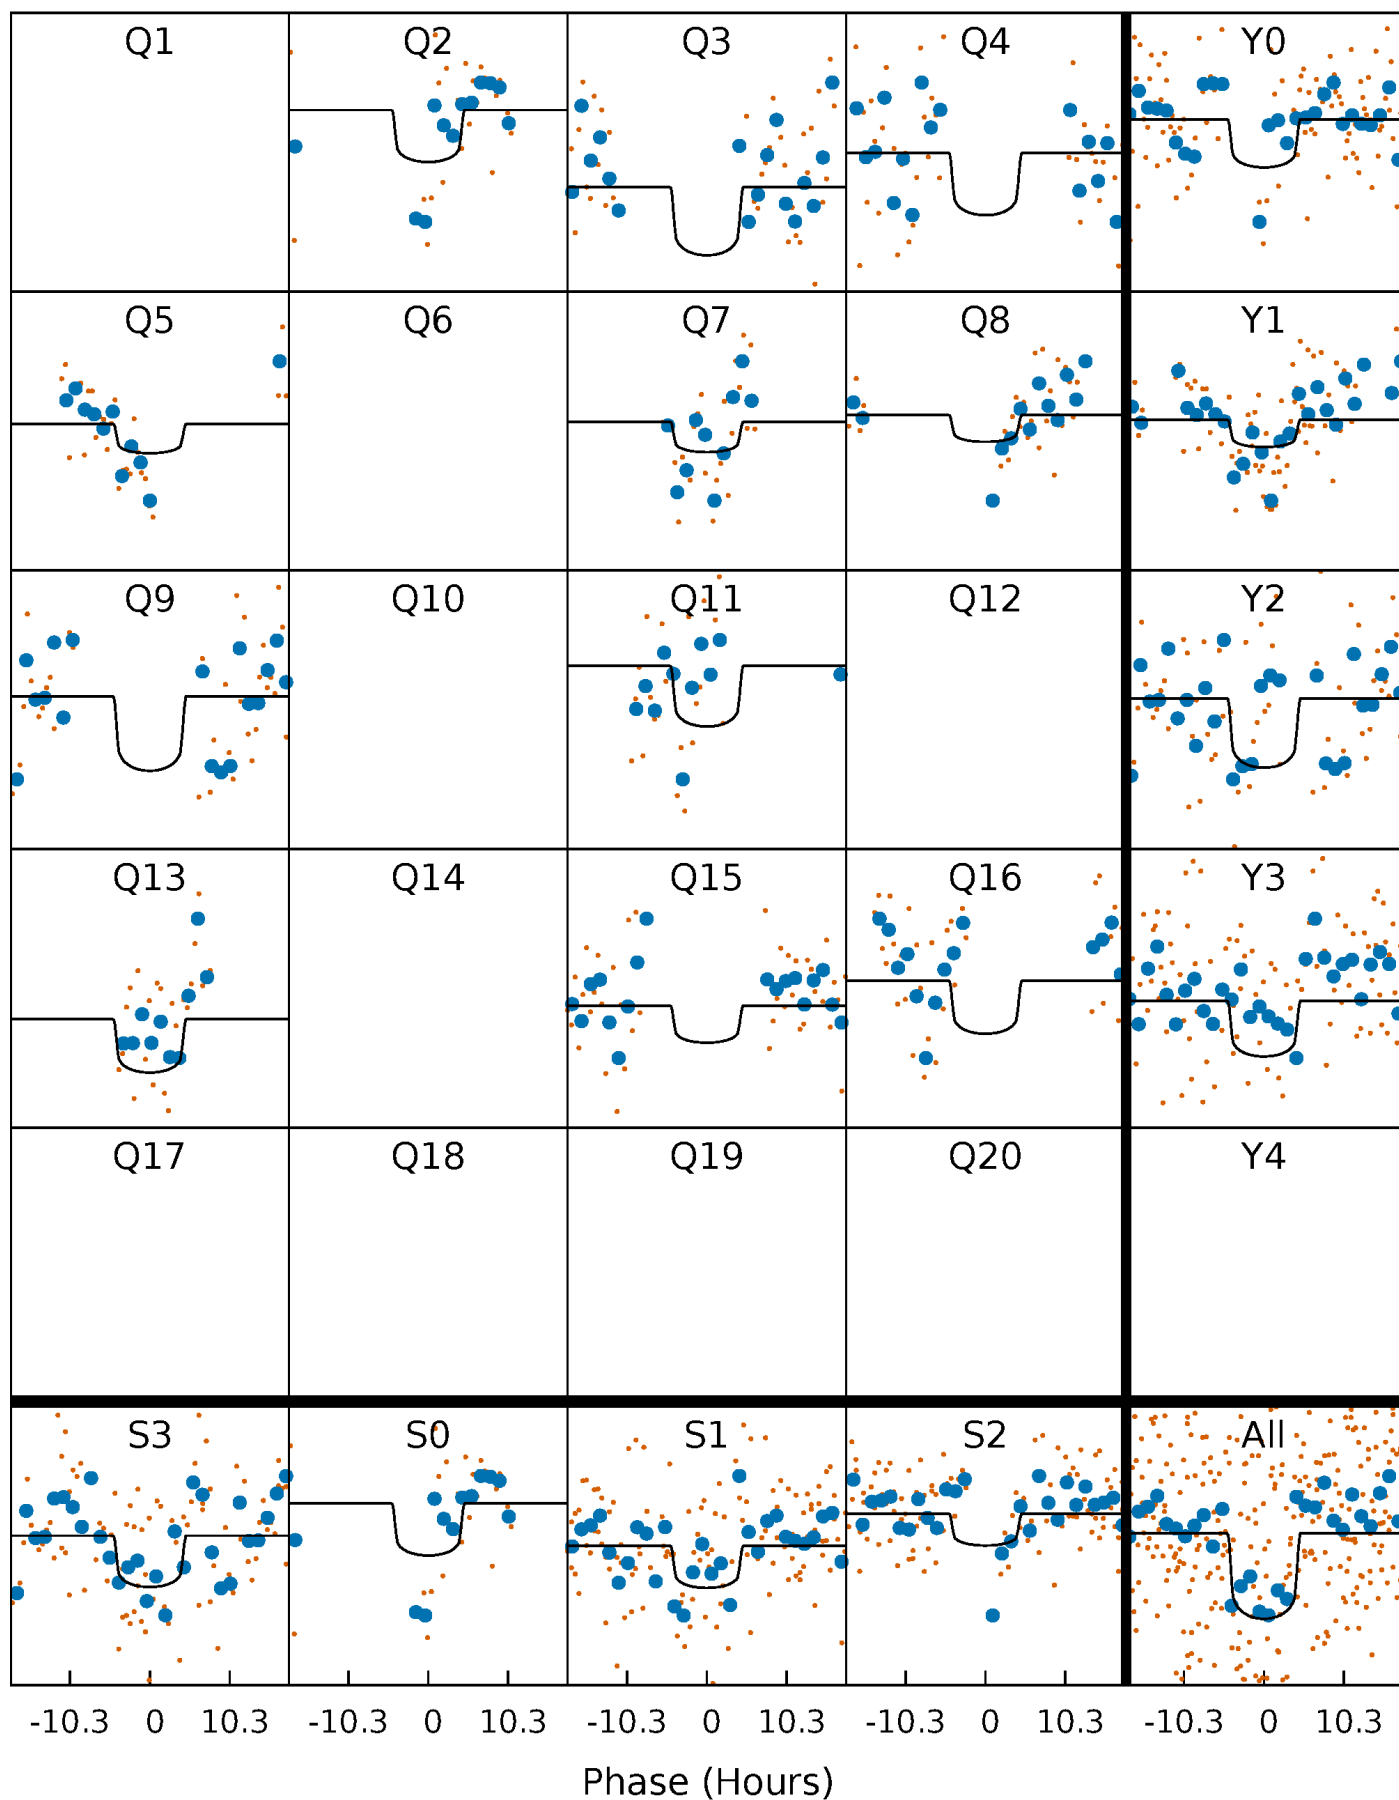 Q1 Q2 Q3 Q4 Y0
Q5 Q6 Q7 Q8 Y1
Q9 Q10 Q11 Q12 Y2
Q13 Q14 Q15 Q16 Y3
Q17 Q18 Q19 Q20 Y4
S3 S0 S1 S2 All
-10.3 0 10.3 -10.3 0 10.3 -10.3 0 10.3 -10.3 0 10.3 -10.3 0 10.3
Phase (Hours)